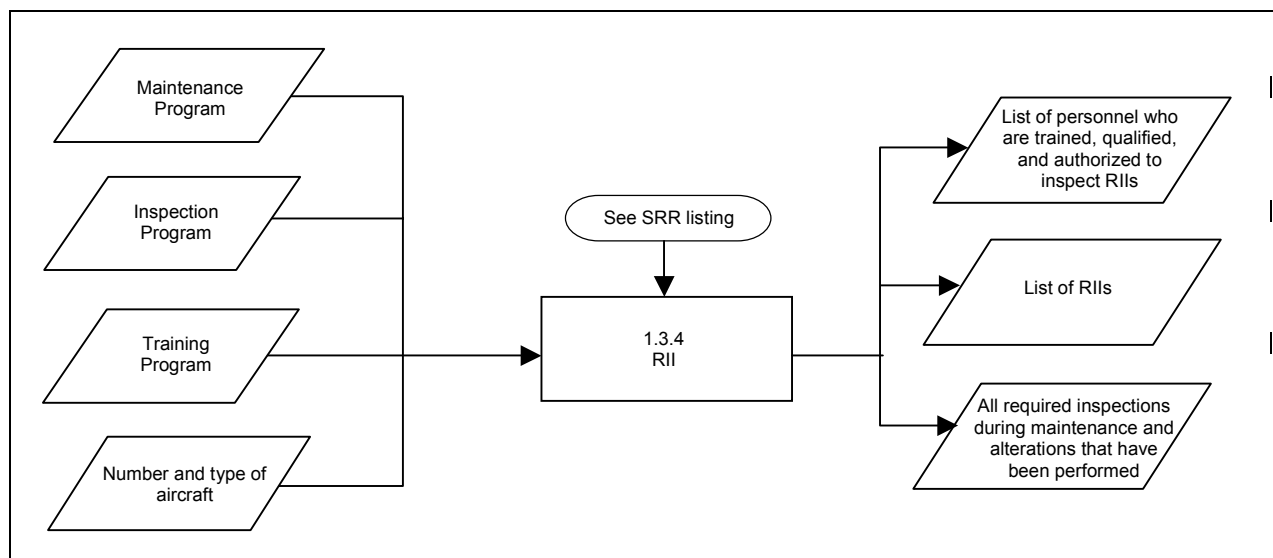 Maintenance
Program
Inspection
Program
Training
Program
Number and type of
aircraft
See SRR listing
1.3.4
RII
List of personnel who
are trained, qualified,
and authorized to
inspect RIIs
List of RIIs
All required inspections
during maintenance and
alterations that have
been performed